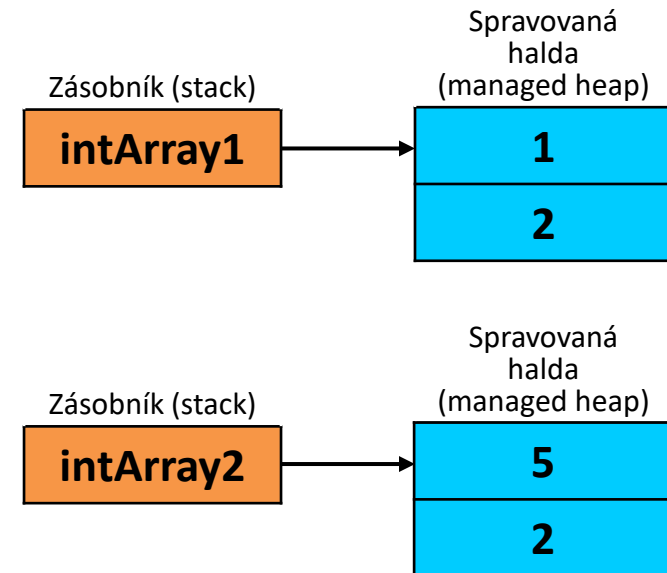 Spravovaná
halda
(managed heap)
Zásobník (stack)
intArray1
1
2
Spravovaná
halda
(managed heap)
Zásobník (stack)
intArray2
5
2